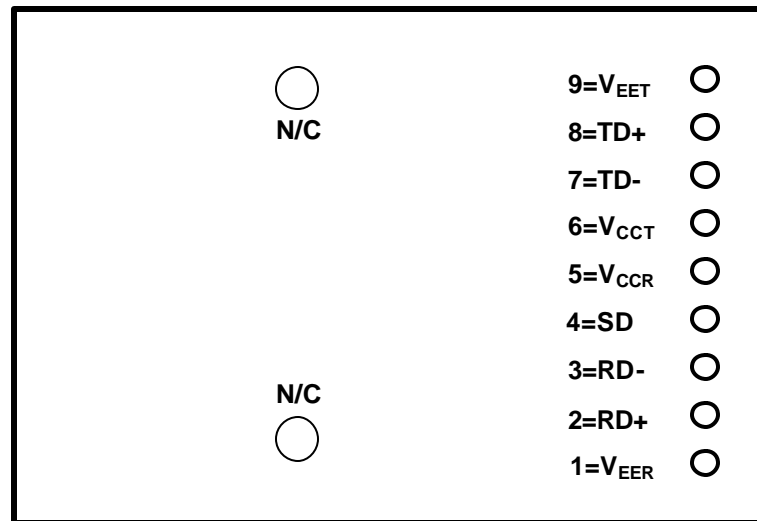 9=VEET
N/C
8=TD+
7=TD-
6=VCCT
5=VCCR
4=SD
3=RD-
N/C
2=RD+
1=VEER